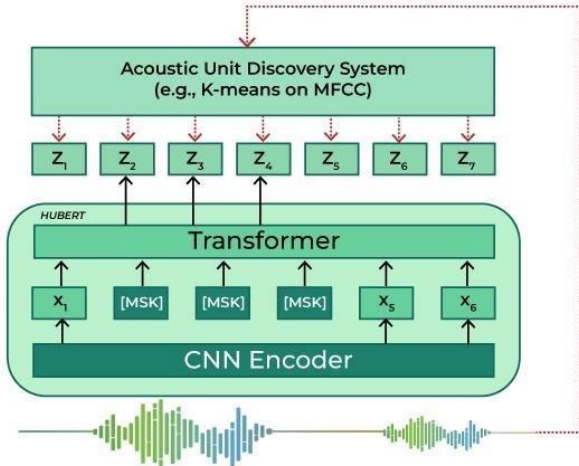 Acoustic Unit Discovery System
(e.g., K-means on MFCC)
Z₁ Z₂ Z₃ Z₄ Z₅ Z₆ Z₇
HUBERT
Transformer
X₁ [MSK] [MSK] [MSK] X₅ X₆
CNN Encoder